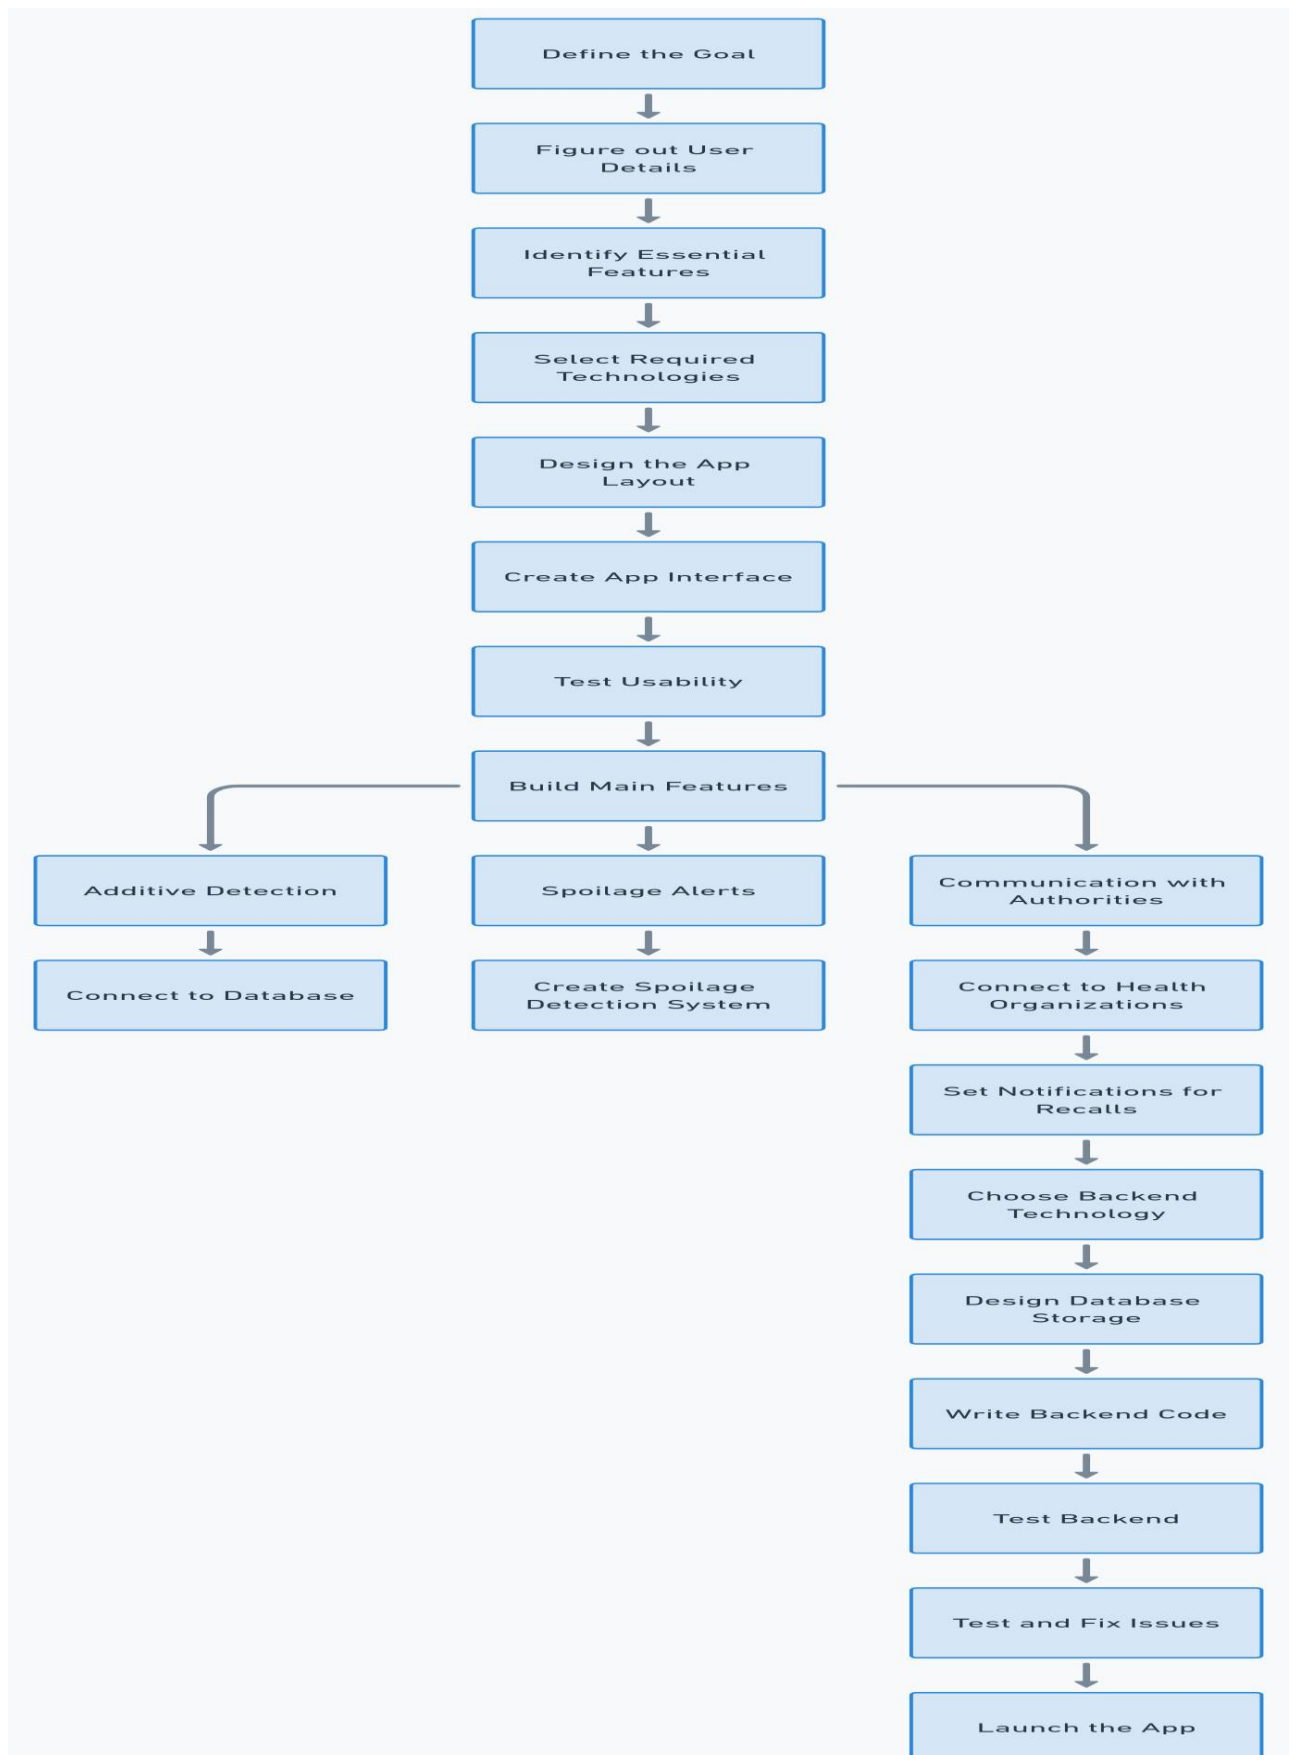 Define the Goal
Figure out User
Details
Identify Essential
Features
Select Required
Technologies
Design the App
Layout
Create App Interface
Test Usability
Build Main Features
Additive Detection
Spoilage Alerts
Communication with
Authorities
Connect to Database
Create Spoilage
Detection System
Connect to Health
Organizations
Set Notifications for
Recalls
Choose Backend
Technology
Design Database
Storage
Write Backend Code
Test Backend
Test and Fix Issues
Launch the App